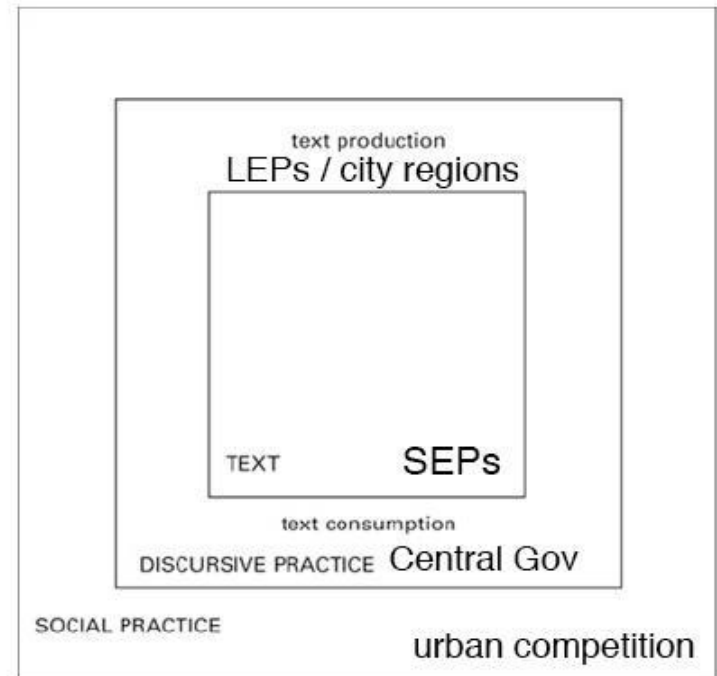 text production
LEPs / city regions
TEXT SEPs
text consumption
DISCURSIVE PRACTICE Central Gov
SOCIAL PRACTICE
urban competition